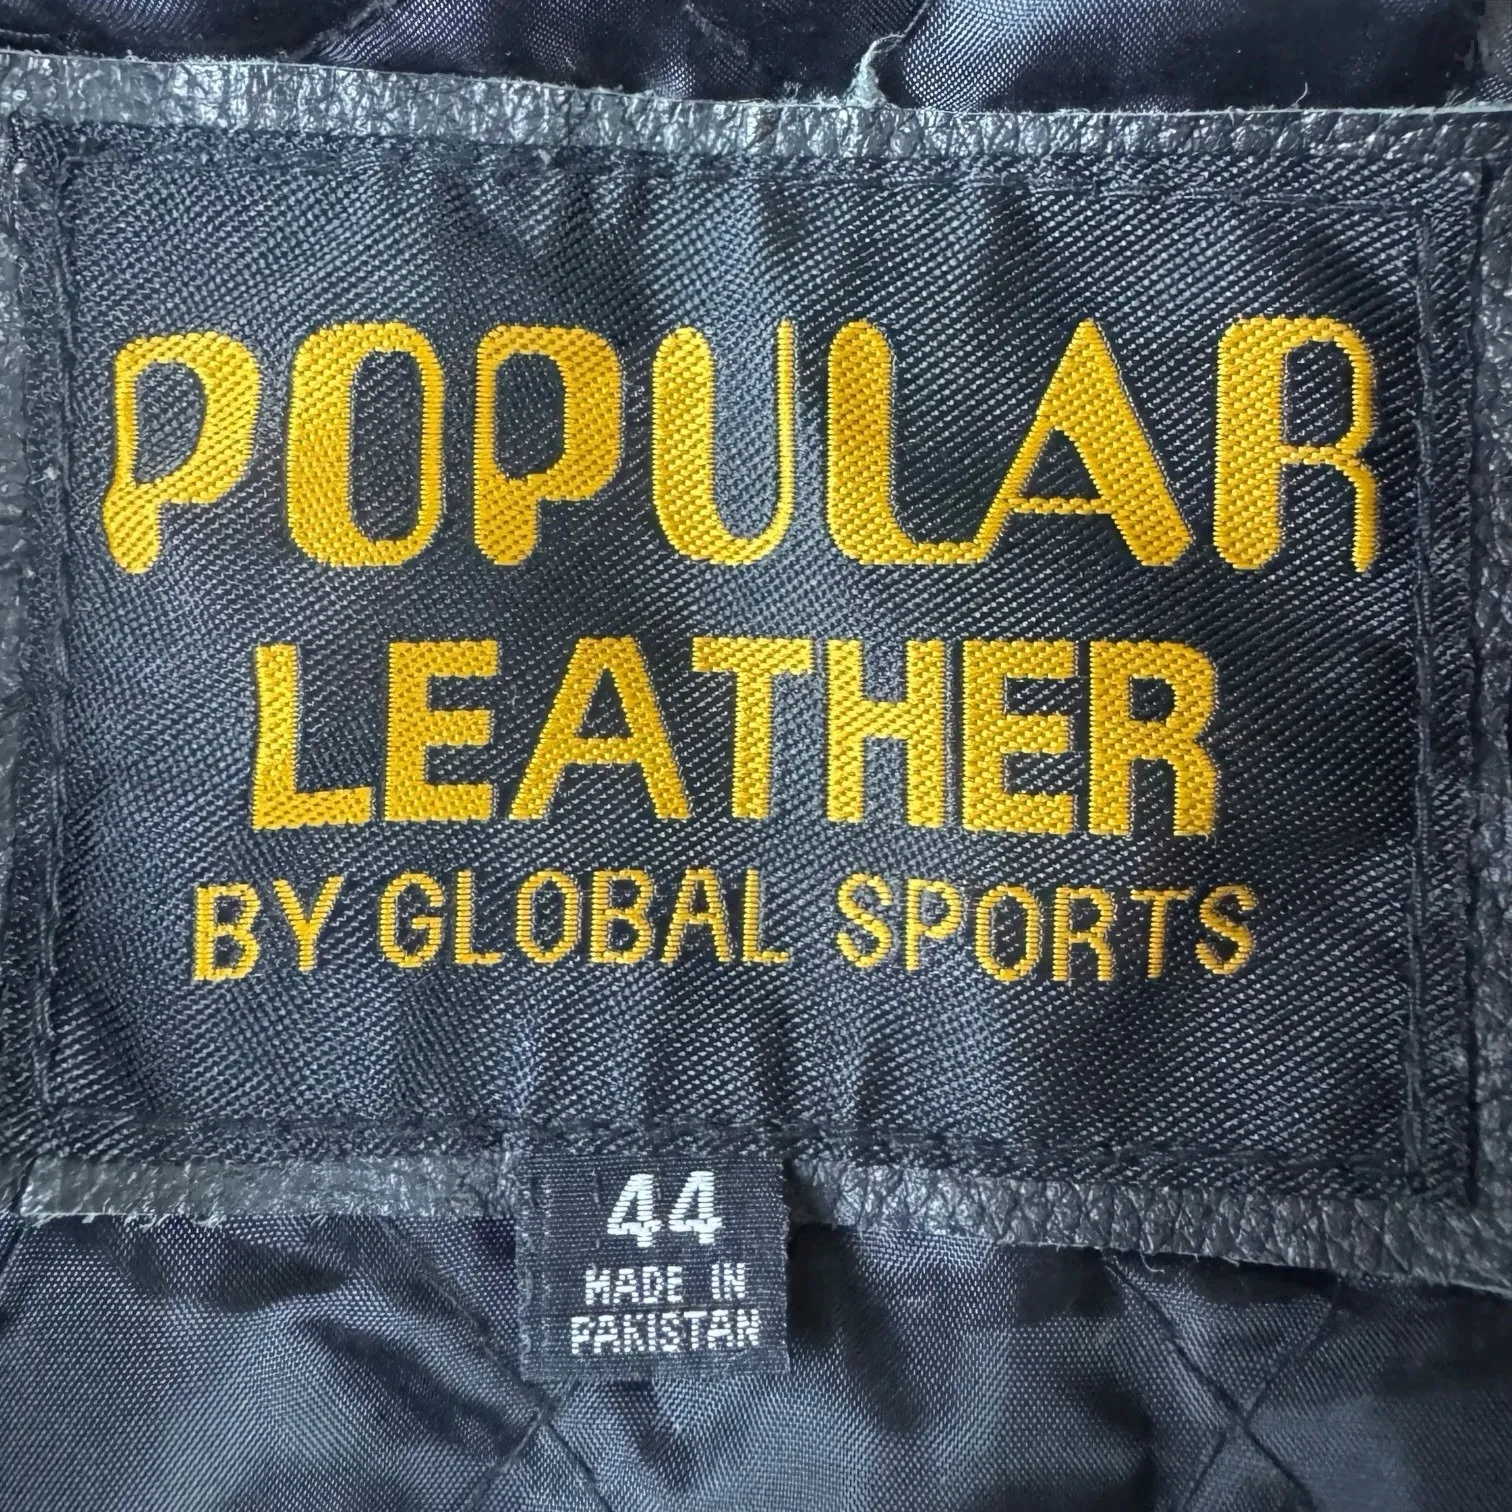 POPULAR
LEATHER
BY GLOBAL SPORTS
44
MADE IN
PAKISTAN